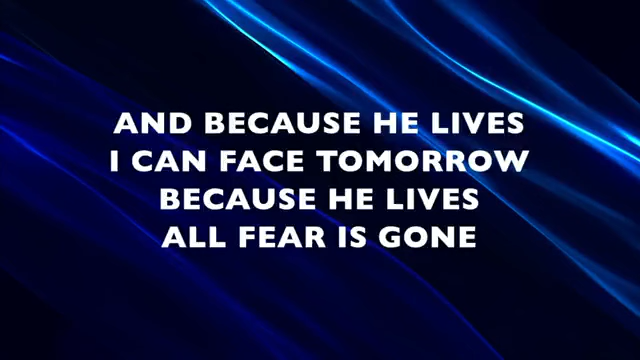 AND BECAUSE HE LIVES
I CAN FACE TOMORROW
BECAUSE HE LIVES
ALL FEAR IS GONE